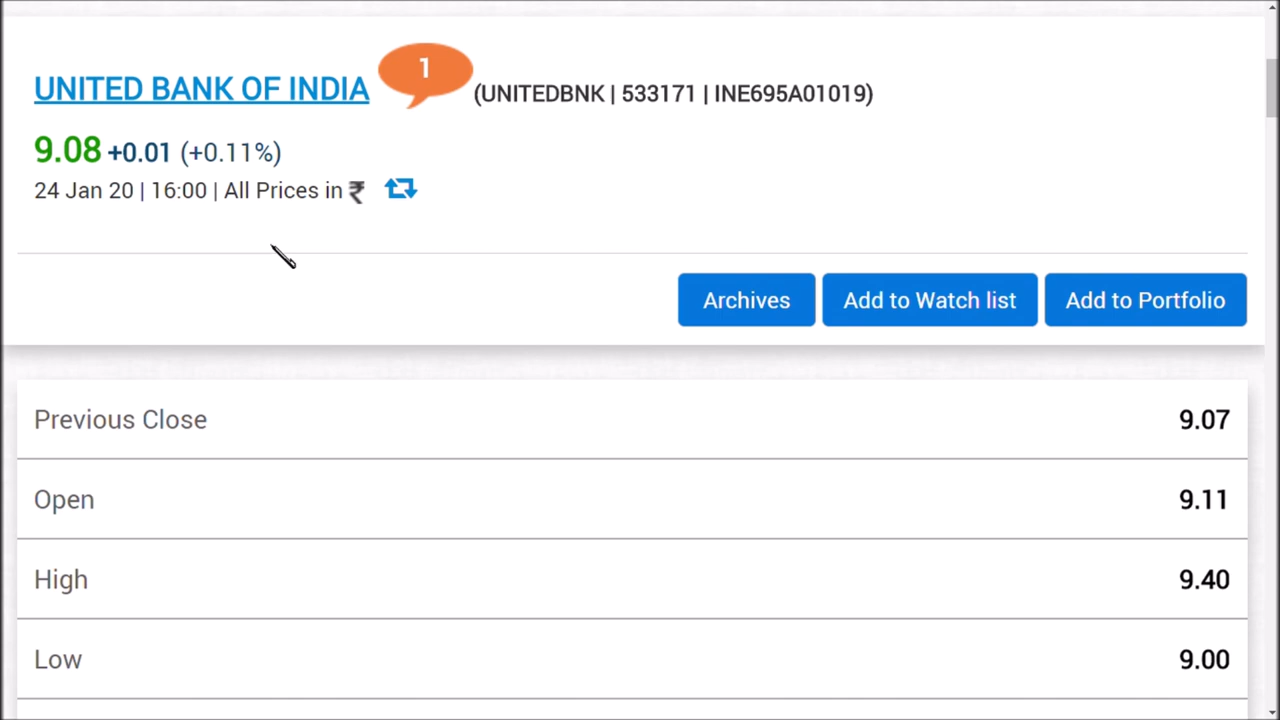 UNITED BANK OF INDIA 1 (UNITEDBNK | 533171 | INE695A01019)
9.08 +0.01 (+0.11%)
24 Jan 20 | 16:00 | All Prices in ₹
Archives Add to Watch list Add to Portfolio
Previous Close 9.07
Open 9.11
High 9.40
Low 9.00